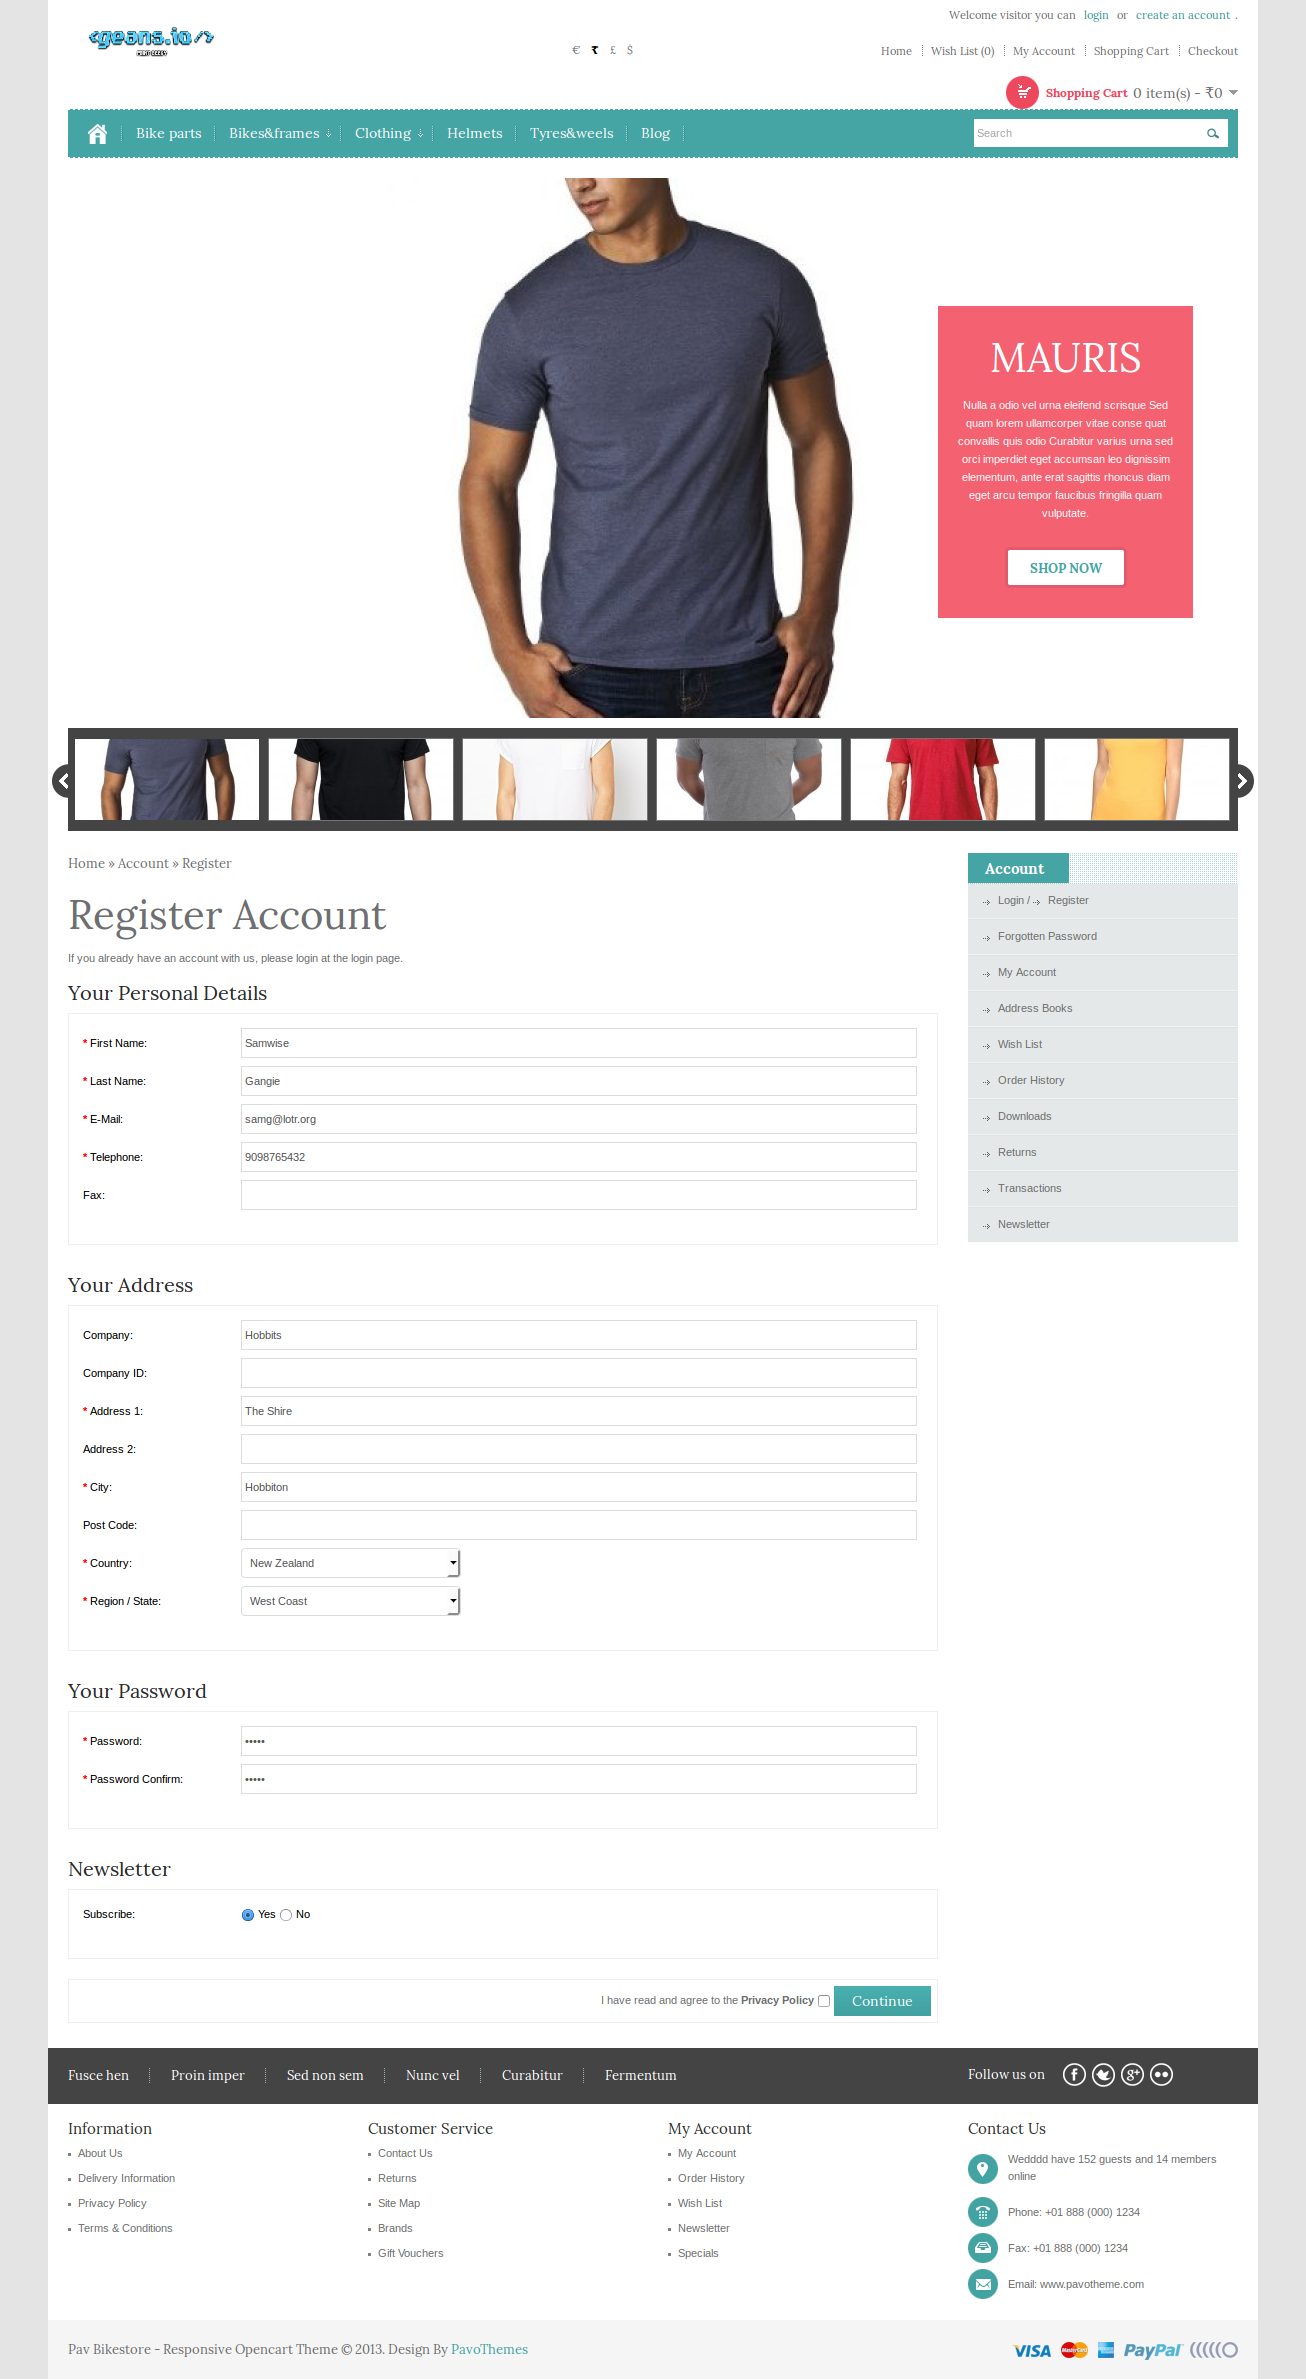 Welcome visitor you can login or create an account .
<geans.io/>
€ ₹ £ $
Home Wish List (0) My Account Shopping Cart Checkout
Shopping Cart 0 item(s) - ₹0
Bike parts Bikes&frames Clothing Helmets Tyres&weels Blog
Search
MAURIS
Nulla a odio vel urna eleifend scrisque Sed
quam lorem ullamcorper vitae conse quat
convallis quis odio Curabitur varius urna sed
orci imperdiet eget accumsan leo dignissim
elementum, ante erat sagittis rhoncus diam
eget arcu tempor faucibus fringilla quam
vulputate.
SHOP NOW
Home » Account » Register
Register Account
If you already have an account with us, please login at the login page.
Your Personal Details
* First Name: Samwise
* Last Name: Gangie
* E-Mail: samg@lotr.org
* Telephone: 9098765432
Fax:
Your Address
Company: Hobbits
Company ID:
* Address 1: The Shire
Address 2:
* City: Hobbiton
Post Code:
* Country: New Zealand
* Region / State: West Coast
Your Password
* Password: •••••
* Password Confirm: •••••
Newsletter
Subscribe: Yes No
I have read and agree to the Privacy Policy Continue
Account
Login / Register
Forgotten Password
My Account
Address Books
Wish List
Order History
Downloads
Returns
Transactions
Newsletter
Fusce hen Proin imper Sed non sem Nunc vel Curabitur Fermentum
Follow us on
Information
About Us
Delivery Information
Privacy Policy
Terms & Conditions
Customer Service
Contact Us
Returns
Site Map
Brands
Gift Vouchers
My Account
My Account
Order History
Wish List
Newsletter
Specials
Contact Us
Wedddd have 152 guests and 14 members
online
Phone: +01 888 (000) 1234
Fax: +01 888 (000) 1234
Email: www.pavotheme.com
Pav Bikestore - Responsive Opencart Theme © 2013. Design By PavoThemes
VISA MasterCard PayPal